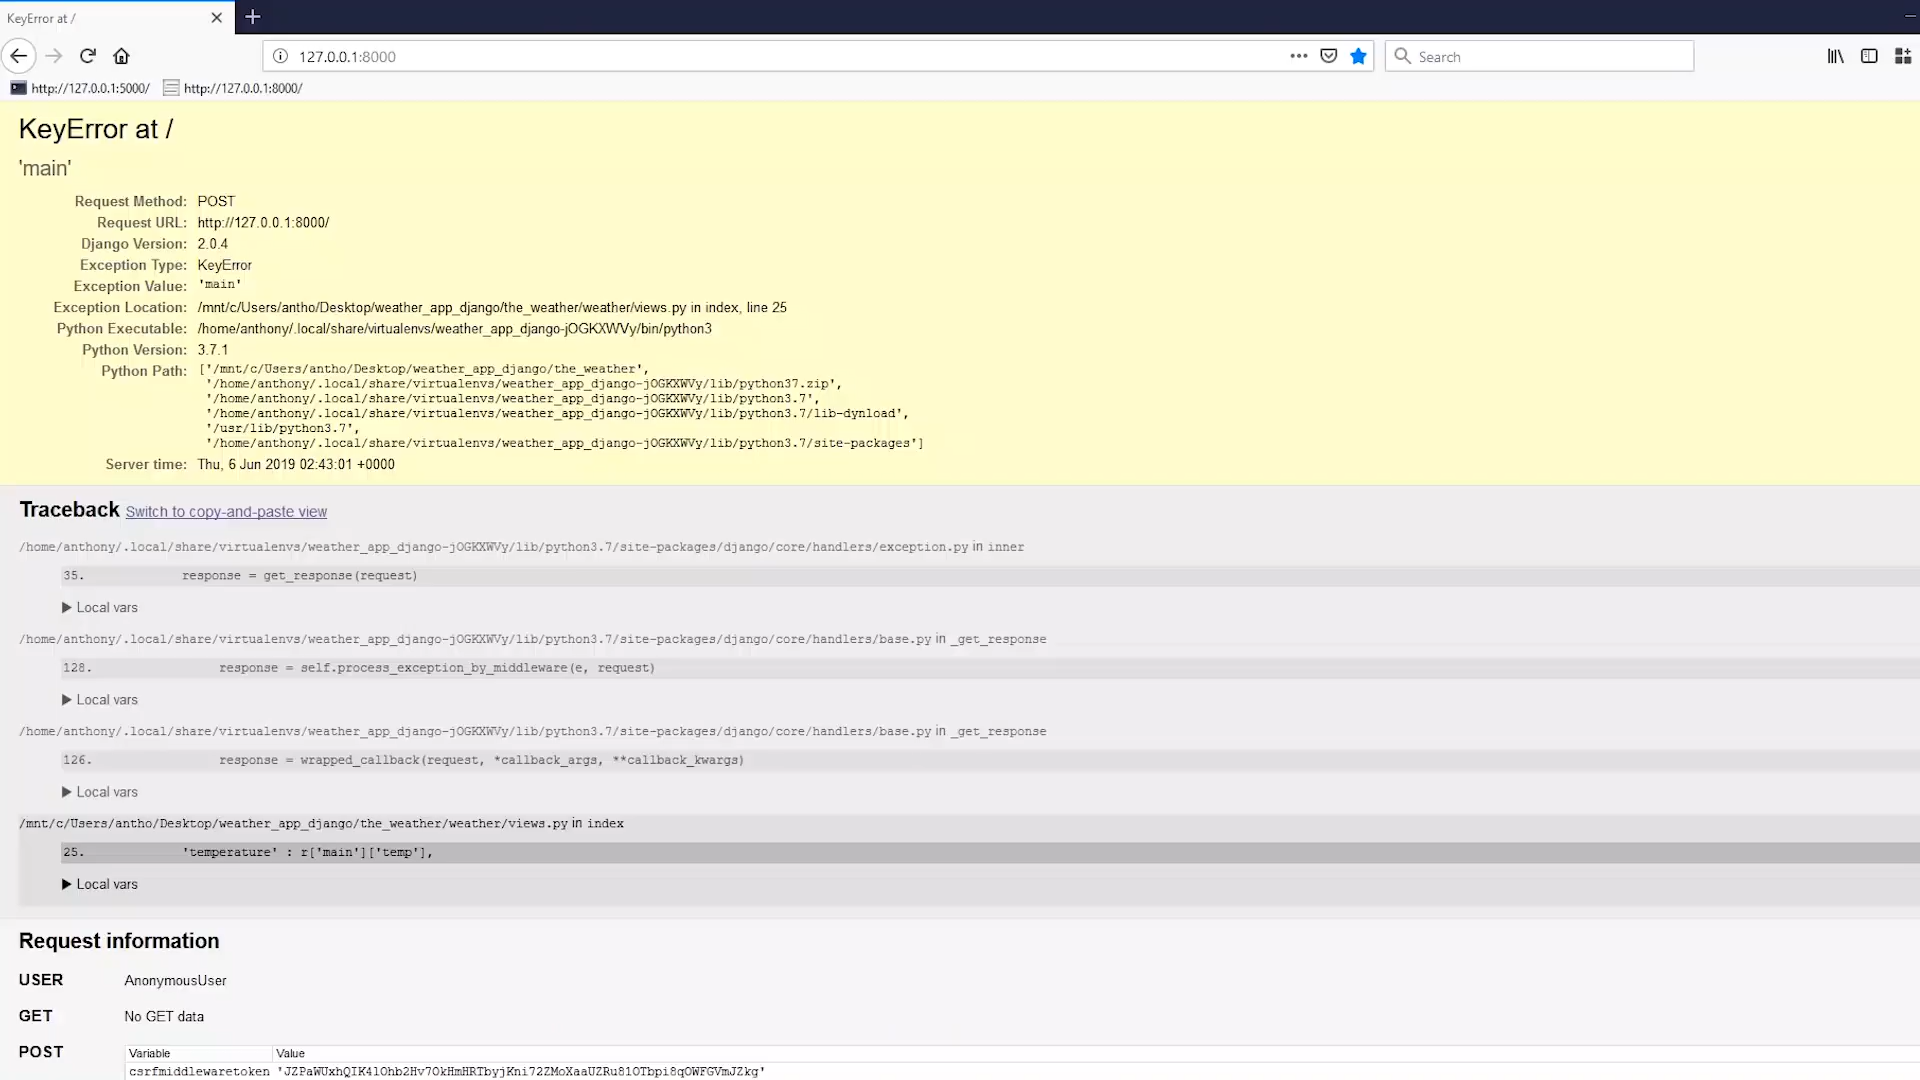 KeyError at /
127.0.0.1:8000
Search
http://127.0.0.1:5000/ http://127.0.0.1:8000/
KeyError at /
'main'
Request Method: POST
Request URL: http://127.0.0.1:8000/
Django Version: 2.0.4
Exception Type: KeyError
Exception Value: 'main'
Exception Location: /mnt/c/Users/antho/Desktop/weather_app_django/the_weather/weather/views.py in index, line 25
Python Executable: /home/anthony/.local/share/virtualenvs/weather_app_django-jOGKXWVy/bin/python3
Python Version: 3.7.1
Python Path: ['/mnt/c/Users/antho/Desktop/weather_app_django/the_weather',
'/home/anthony/.local/share/virtualenvs/weather_app_django-jOGKXWVy/lib/python37.zip',
'/home/anthony/.local/share/virtualenvs/weather_app_django-jOGKXWVy/lib/python3.7',
'/home/anthony/.local/share/virtualenvs/weather_app_django-jOGKXWVy/lib/python3.7/lib-dynload',
'/usr/lib/python3.7',
'/home/anthony/.local/share/virtualenvs/weather_app_django-jOGKXWVy/lib/python3.7/site-packages']
Server time: Thu, 6 Jun 2019 02:43:01 +0000
Traceback Switch to copy-and-paste view
/home/anthony/.local/share/virtualenvs/weather_app_django-jOGKXWVy/lib/python3.7/site-packages/django/core/handlers/exception.py in inner
35. response = get_response(request)
▶ Local vars
/home/anthony/.local/share/virtualenvs/weather_app_django-jOGKXWVy/lib/python3.7/site-packages/django/core/handlers/base.py in _get_response
128. response = self.process_exception_by_middleware(e, request)
▶ Local vars
/home/anthony/.local/share/virtualenvs/weather_app_django-jOGKXWVy/lib/python3.7/site-packages/django/core/handlers/base.py in _get_response
126. response = wrapped_callback(request, *callback_args, **callback_kwargs)
▶ Local vars
/mnt/c/Users/antho/Desktop/weather_app_django/the_weather/weather/views.py in index
25. 'temperature' : r['main']['temp'],
▶ Local vars
Request information
USER AnonymousUser
GET No GET data
POST Variable Value
csrfmiddlewaretoken